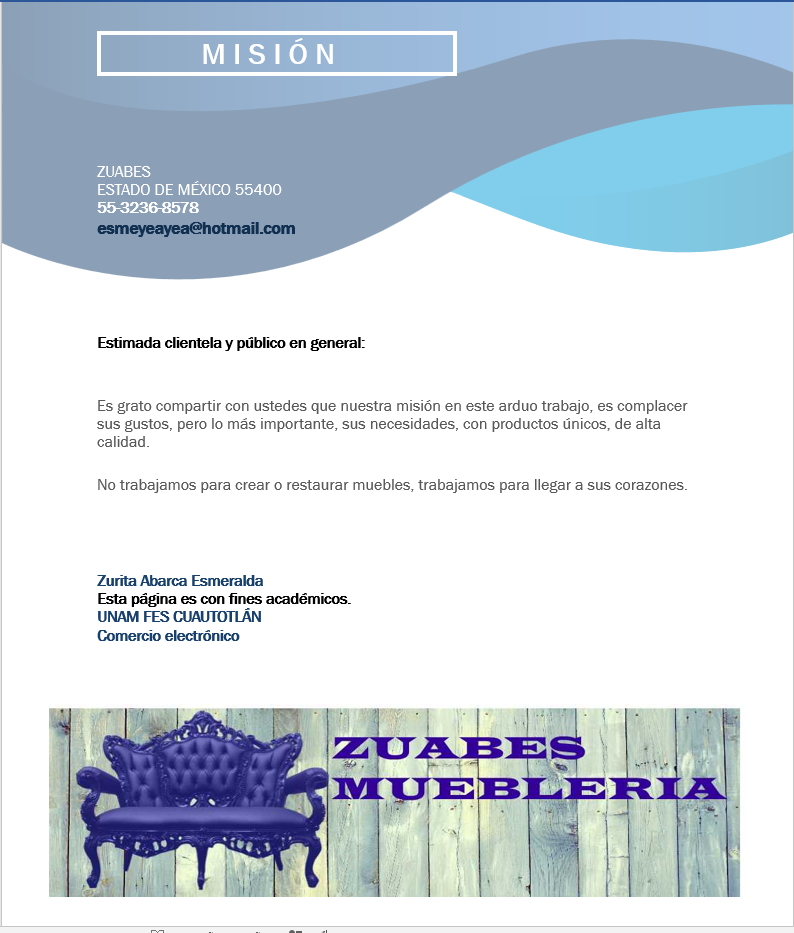 MISIÓN
ZUABES
ESTADO DE MÉXICO 55400
55-3236-8578
esmeyeayea@hotmail.com
Estimada clientela y público en general:
Es grato compartir con ustedes que nuestra misión en este arduo trabajo, es complacer
sus gustos, pero lo más importante, sus necesidades, con productos únicos, de alta
calidad.
No trabajamos para crear o restaurar muebles, trabajamos para llegar a sus corazones.
Zurita Abarca Esmeralda
Esta página es con fines académicos.
UNAM FES CUAUTOTLÁN
Comercio electrónico
ZUABES
MUEBLERIA